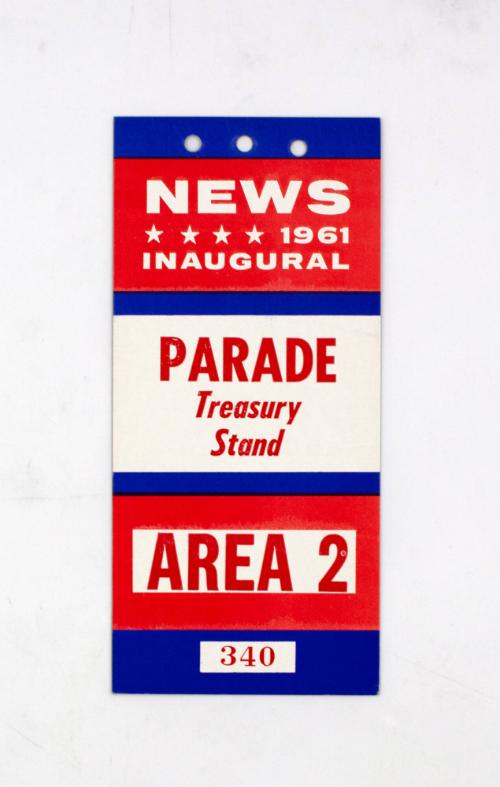 NEWS
★ ★ ★ ★ 1961
INAUGURAL
PARADE
Treasury
Stand
AREA 2
340